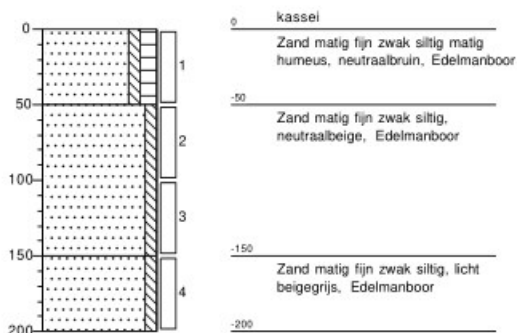 0
50
100
150
200
1
2
3
4
0 kassei
Zand matig fijn zwak siltig matig
humeus, neutraalbruin, Edelmanboor
-50
Zand matig fijn zwak siltig,
neutraalbeige, Edelmanboor
-150
Zand matig fijn zwak siltig, licht
beigegrijs, Edelmanboor
-200